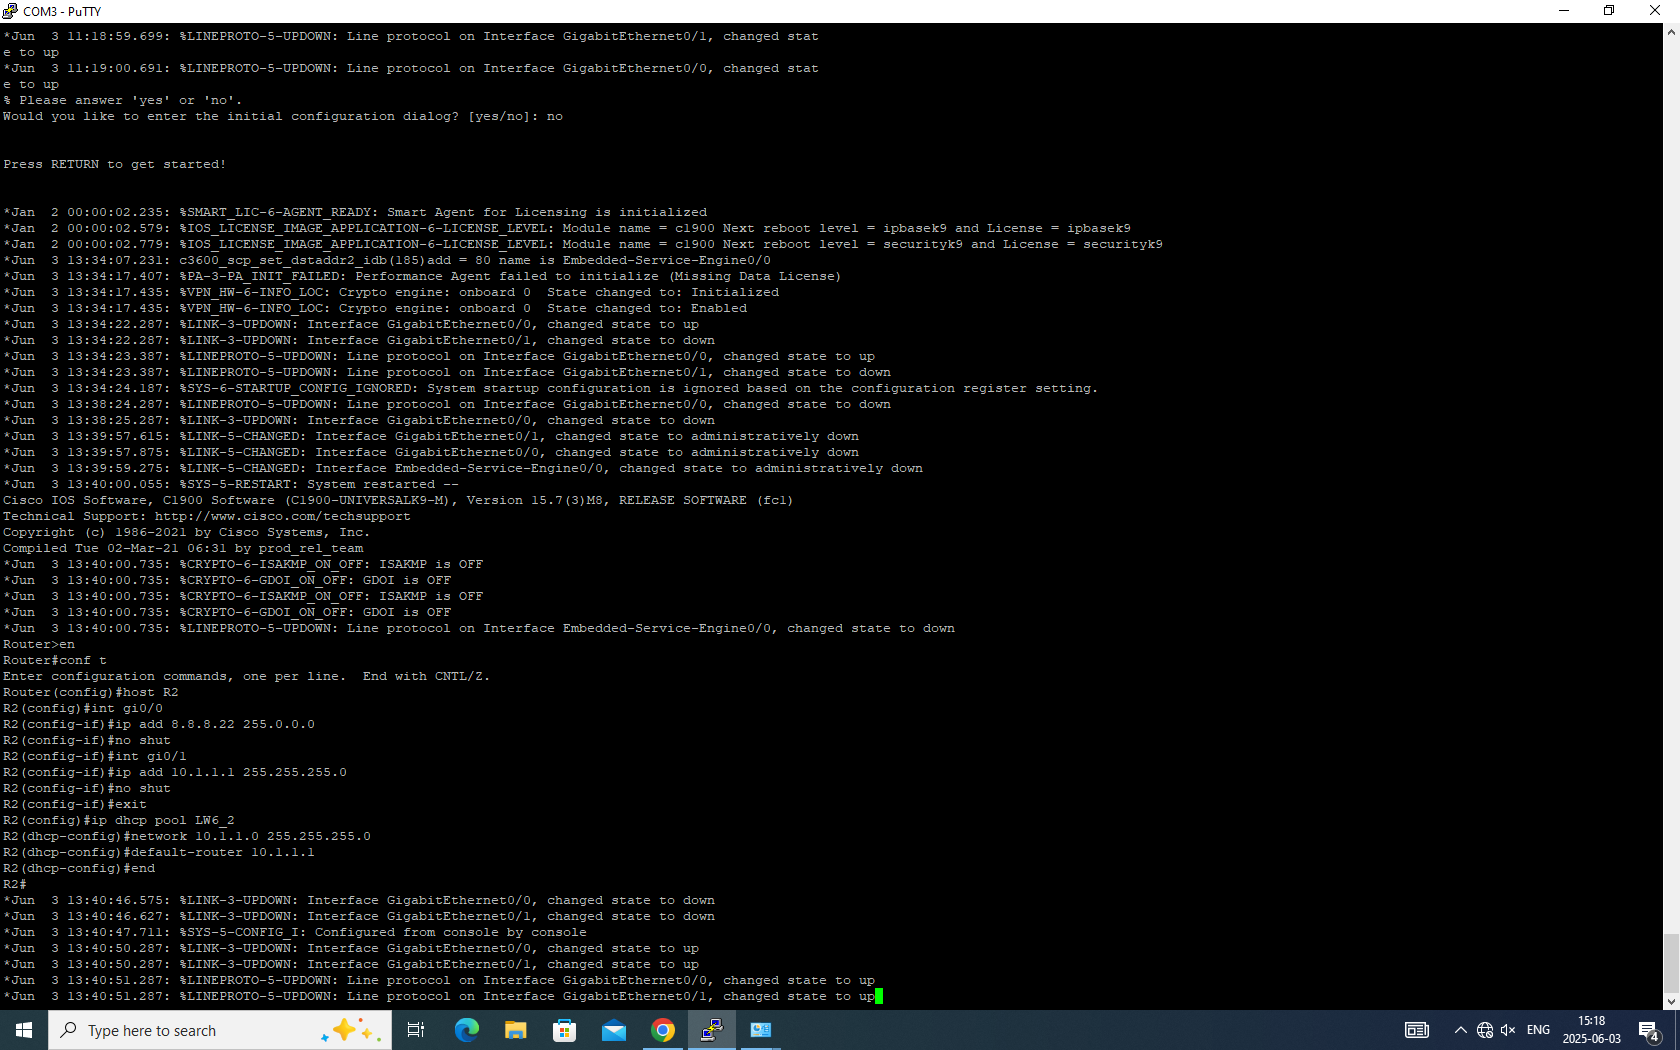 COM3 - PuTTY
*Jun  3 11:18:59.699: %LINEPROTO-5-UPDOWN: Line protocol on Interface GigabitEthernet0/1, changed stat
e to up
*Jun  3 11:19:00.691: %LINEPROTO-5-UPDOWN: Line protocol on Interface GigabitEthernet0/0, changed stat
e to up
% Please answer 'yes' or 'no'.
Would you like to enter the initial configuration dialog? [yes/no]: no
Press RETURN to get started!
*Jan  2 00:00:02.235: %SMART_LIC-6-AGENT_READY: Smart Agent for Licensing is initialized
*Jan  2 00:00:02.579: %IOS_LICENSE_IMAGE_APPLICATION-6-LICENSE_LEVEL: Module name = c1900 Next reboot level = ipbasek9 and License = ipbasek9
*Jan  2 00:00:02.779: %IOS_LICENSE_IMAGE_APPLICATION-6-LICENSE_LEVEL: Module name = c1900 Next reboot level = securityk9 and License = securityk9
*Jun  3 13:34:07.231: c3600_scp_set_dstaddr2_idb(185)add = 80 name is Embedded-Service-Engine0/0
*Jun  3 13:34:17.407: %PA-3-PA_INIT_FAILED: Performance Agent failed to initialize (Missing Data License)
*Jun  3 13:34:17.435: %VPN_HW-6-INFO_LOC: Crypto engine: onboard 0  State changed to: Initialized
*Jun  3 13:34:17.435: %VPN_HW-6-INFO_LOC: Crypto engine: onboard 0  State changed to: Enabled
*Jun  3 13:34:22.287: %LINK-3-UPDOWN: Interface GigabitEthernet0/0, changed state to up
*Jun  3 13:34:22.287: %LINK-3-UPDOWN: Interface GigabitEthernet0/1, changed state to down
*Jun  3 13:34:23.387: %LINEPROTO-5-UPDOWN: Line protocol on Interface GigabitEthernet0/0, changed state to up
*Jun  3 13:34:23.387: %LINEPROTO-5-UPDOWN: Line protocol on Interface GigabitEthernet0/1, changed state to down
*Jun  3 13:34:24.187: %SYS-6-STARTUP_CONFIG_IGNORED: System startup configuration is ignored based on the configuration register setting.
*Jun  3 13:38:24.287: %LINEPROTO-5-UPDOWN: Line protocol on Interface GigabitEthernet0/0, changed state to down
*Jun  3 13:38:25.287: %LINK-3-UPDOWN: Interface GigabitEthernet0/0, changed state to down
*Jun  3 13:39:57.615: %LINK-5-CHANGED: Interface GigabitEthernet0/1, changed state to administratively down
*Jun  3 13:39:57.875: %LINK-5-CHANGED: Interface GigabitEthernet0/0, changed state to administratively down
*Jun  3 13:39:59.275: %LINK-5-CHANGED: Interface Embedded-Service-Engine0/0, changed state to administratively down
*Jun  3 13:40:00.055: %SYS-5-RESTART: System restarted --
Cisco IOS Software, C1900 Software (C1900-UNIVERSALK9-M), Version 15.7(3)M8, RELEASE SOFTWARE (fc1)
Technical Support: http://www.cisco.com/techsupport
Copyright (c) 1986-2021 by Cisco Systems, Inc.
Compiled Tue 02-Mar-21 06:31 by prod_rel_team
*Jun  3 13:40:00.735: %CRYPTO-6-ISAKMP_ON_OFF: ISAKMP is OFF
*Jun  3 13:40:00.735: %CRYPTO-6-GDOI_ON_OFF: GDOI is OFF
*Jun  3 13:40:00.735: %CRYPTO-6-ISAKMP_ON_OFF: ISAKMP is OFF
*Jun  3 13:40:00.735: %CRYPTO-6-GDOI_ON_OFF: GDOI is OFF
*Jun  3 13:40:00.735: %LINEPROTO-5-UPDOWN: Line protocol on Interface Embedded-Service-Engine0/0, changed state to down
Router>en
Router#conf t
Enter configuration commands, one per line.  End with CNTL/Z.
Router(config)#host R2
R2(config)#int gi0/0
R2(config-if)#ip add 8.8.8.22 255.0.0.0
R2(config-if)#no shut
R2(config-if)#int gi0/1
R2(config-if)#ip add 10.1.1.1 255.255.255.0
R2(config-if)#no shut
R2(config-if)#exit
R2(config)#ip dhcp pool LW6_2
R2(dhcp-config)#network 10.1.1.0 255.255.255.0
R2(dhcp-config)#default-router 10.1.1.1
R2(dhcp-config)#end
R2#
*Jun  3 13:40:46.575: %LINK-3-UPDOWN: Interface GigabitEthernet0/0, changed state to down
*Jun  3 13:40:46.627: %LINK-3-UPDOWN: Interface GigabitEthernet0/1, changed state to down
*Jun  3 13:40:47.711: %SYS-5-CONFIG_I: Configured from console by console
*Jun  3 13:40:50.287: %LINK-3-UPDOWN: Interface GigabitEthernet0/0, changed state to up
*Jun  3 13:40:50.287: %LINK-3-UPDOWN: Interface GigabitEthernet0/1, changed state to up
*Jun  3 13:40:51.287: %LINEPROTO-5-UPDOWN: Line protocol on Interface GigabitEthernet0/0, changed state to up
*Jun  3 13:40:51.287: %LINEPROTO-5-UPDOWN: Line protocol on Interface GigabitEthernet0/1, changed state to up
Type here to search
ENG
15:18
2025-06-03
4